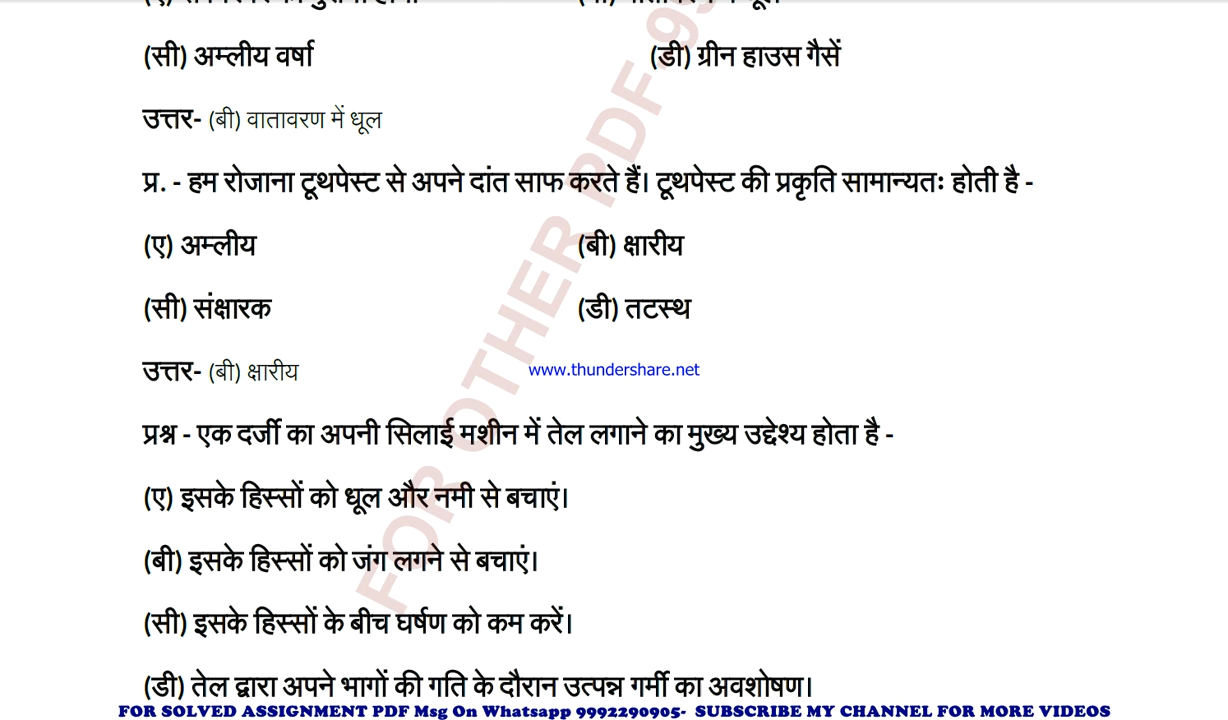 (सी) अम्लीय वर्षा (डी) ग्रीन हाउस गैसें
उत्तर- (बी) वातावरण में धूल
प्र. - हम रोजाना टूथपेस्ट से अपने दांत साफ करते हैं। टूथपेस्ट की प्रकृति सामान्यतः होती है -
(ए) अम्लीय (बी) क्षारीय
(सी) संक्षारक (डी) तटस्थ
उत्तर- (बी) क्षारीय www.thundershare.net
प्रश्न - एक दर्जी का अपनी सिलाई मशीन में तेल लगाने का मुख्य उद्देश्य होता है -
(ए) इसके हिस्सों को धूल और नमी से बचाएं।
(बी) इसके हिस्सों को जंग लगने से बचाएं।
(सी) इसके हिस्सों के बीच घर्षण को कम करें।
(डी) तेल द्वारा अपने भागों की गति के दौरान उत्पन्न गर्मी का अवशोषण।
FOR SOLVED ASSIGNMENT PDF Msg On Whatsapp 9992290905- SUBSCRIBE MY CHANNEL FOR MORE VIDEOS
FOR OTHER PDF-